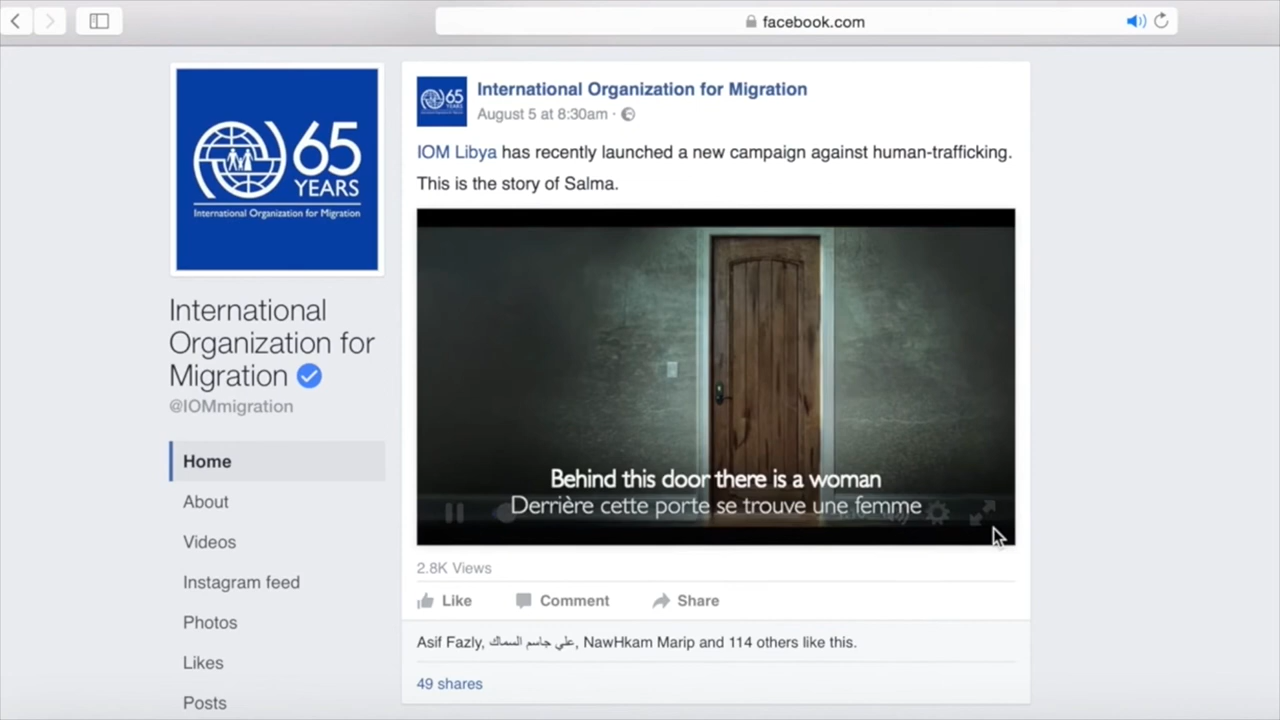 facebook.com
65
YEARS
International Organization for Migration
International
Organization for
Migration
@IOMmigration
Home
About
Videos
Instagram feed
Photos
Likes
Posts
65
YEARS
International Organization for Migration
August 5 at 8:30am ·
IOM Libya has recently launched a new campaign against human-trafficking.
This is the story of Salma.
Behind this door there is a woman
Derrière cette porte se trouve une femme
2.8K Views
Like Comment Share
Asif Fazly, علي جاسم السماك, NawHkam Marip and 114 others like this.
49 shares